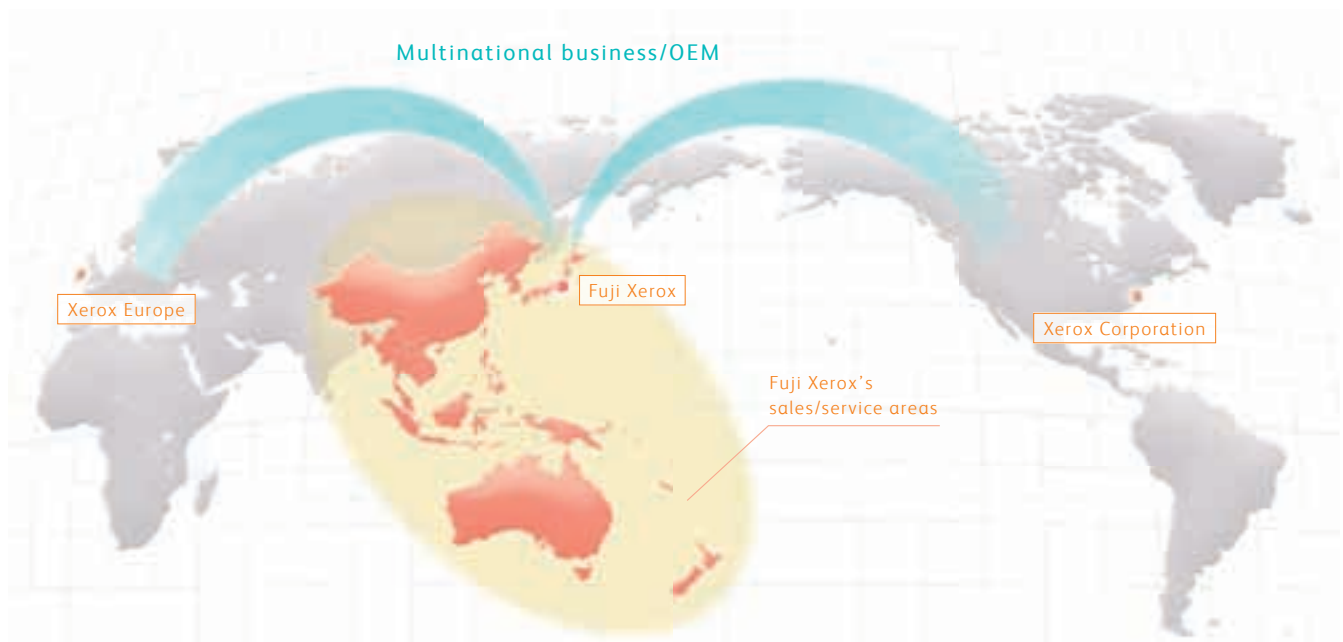 Multinational business/OEM
Fuji Xerox
Xerox Europe
Xerox Corporation
Fuji Xerox's
sales/service areas